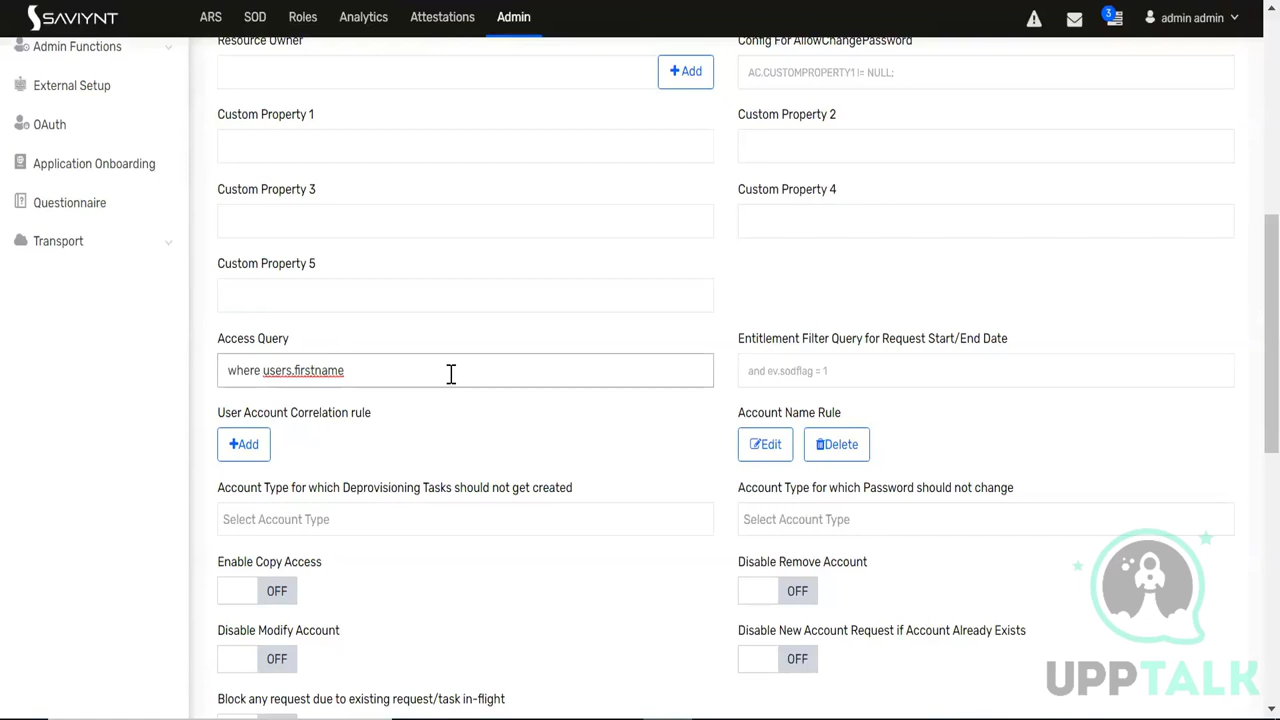 SAVIYNT
ARS SOD Roles Analytics Attestations Admin
3
admin admin
Admin Functions
External Setup
OAuth
Application Onboarding
Questionnaire
Transport
Resource Owner
Config For AllowChangePassword
+Add
AC.CUSTOMPROPERTY1 != NULL;
Custom Property 1
Custom Property 2
Custom Property 3
Custom Property 4
Custom Property 5
Access Query
Entitlement Filter Query for Request Start/End Date
where users.firstname
and ev.sodflag = 1
User Account Correlation rule
Account Name Rule
+Add
Edit
Delete
Account Type for which Deprovisioning Tasks should not get created
Account Type for which Password should not change
Select Account Type
Select Account Type
Enable Copy Access
Disable Remove Account
OFF
OFF
Disable Modify Account
Disable New Account Request if Account Already Exists
OFF
OFF
Block any request due to existing request/task in-flight
UPPTALK